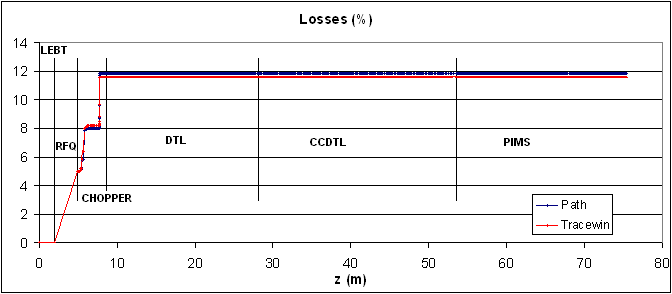 Losses (%)
14
LEBT
12
10
8
RFQ
DTL
CCDTL
PIMS
6
4
CHOPPER
2
0
Path
Tracewin
0
10
20
30
40
50
60
70
80
z (m)